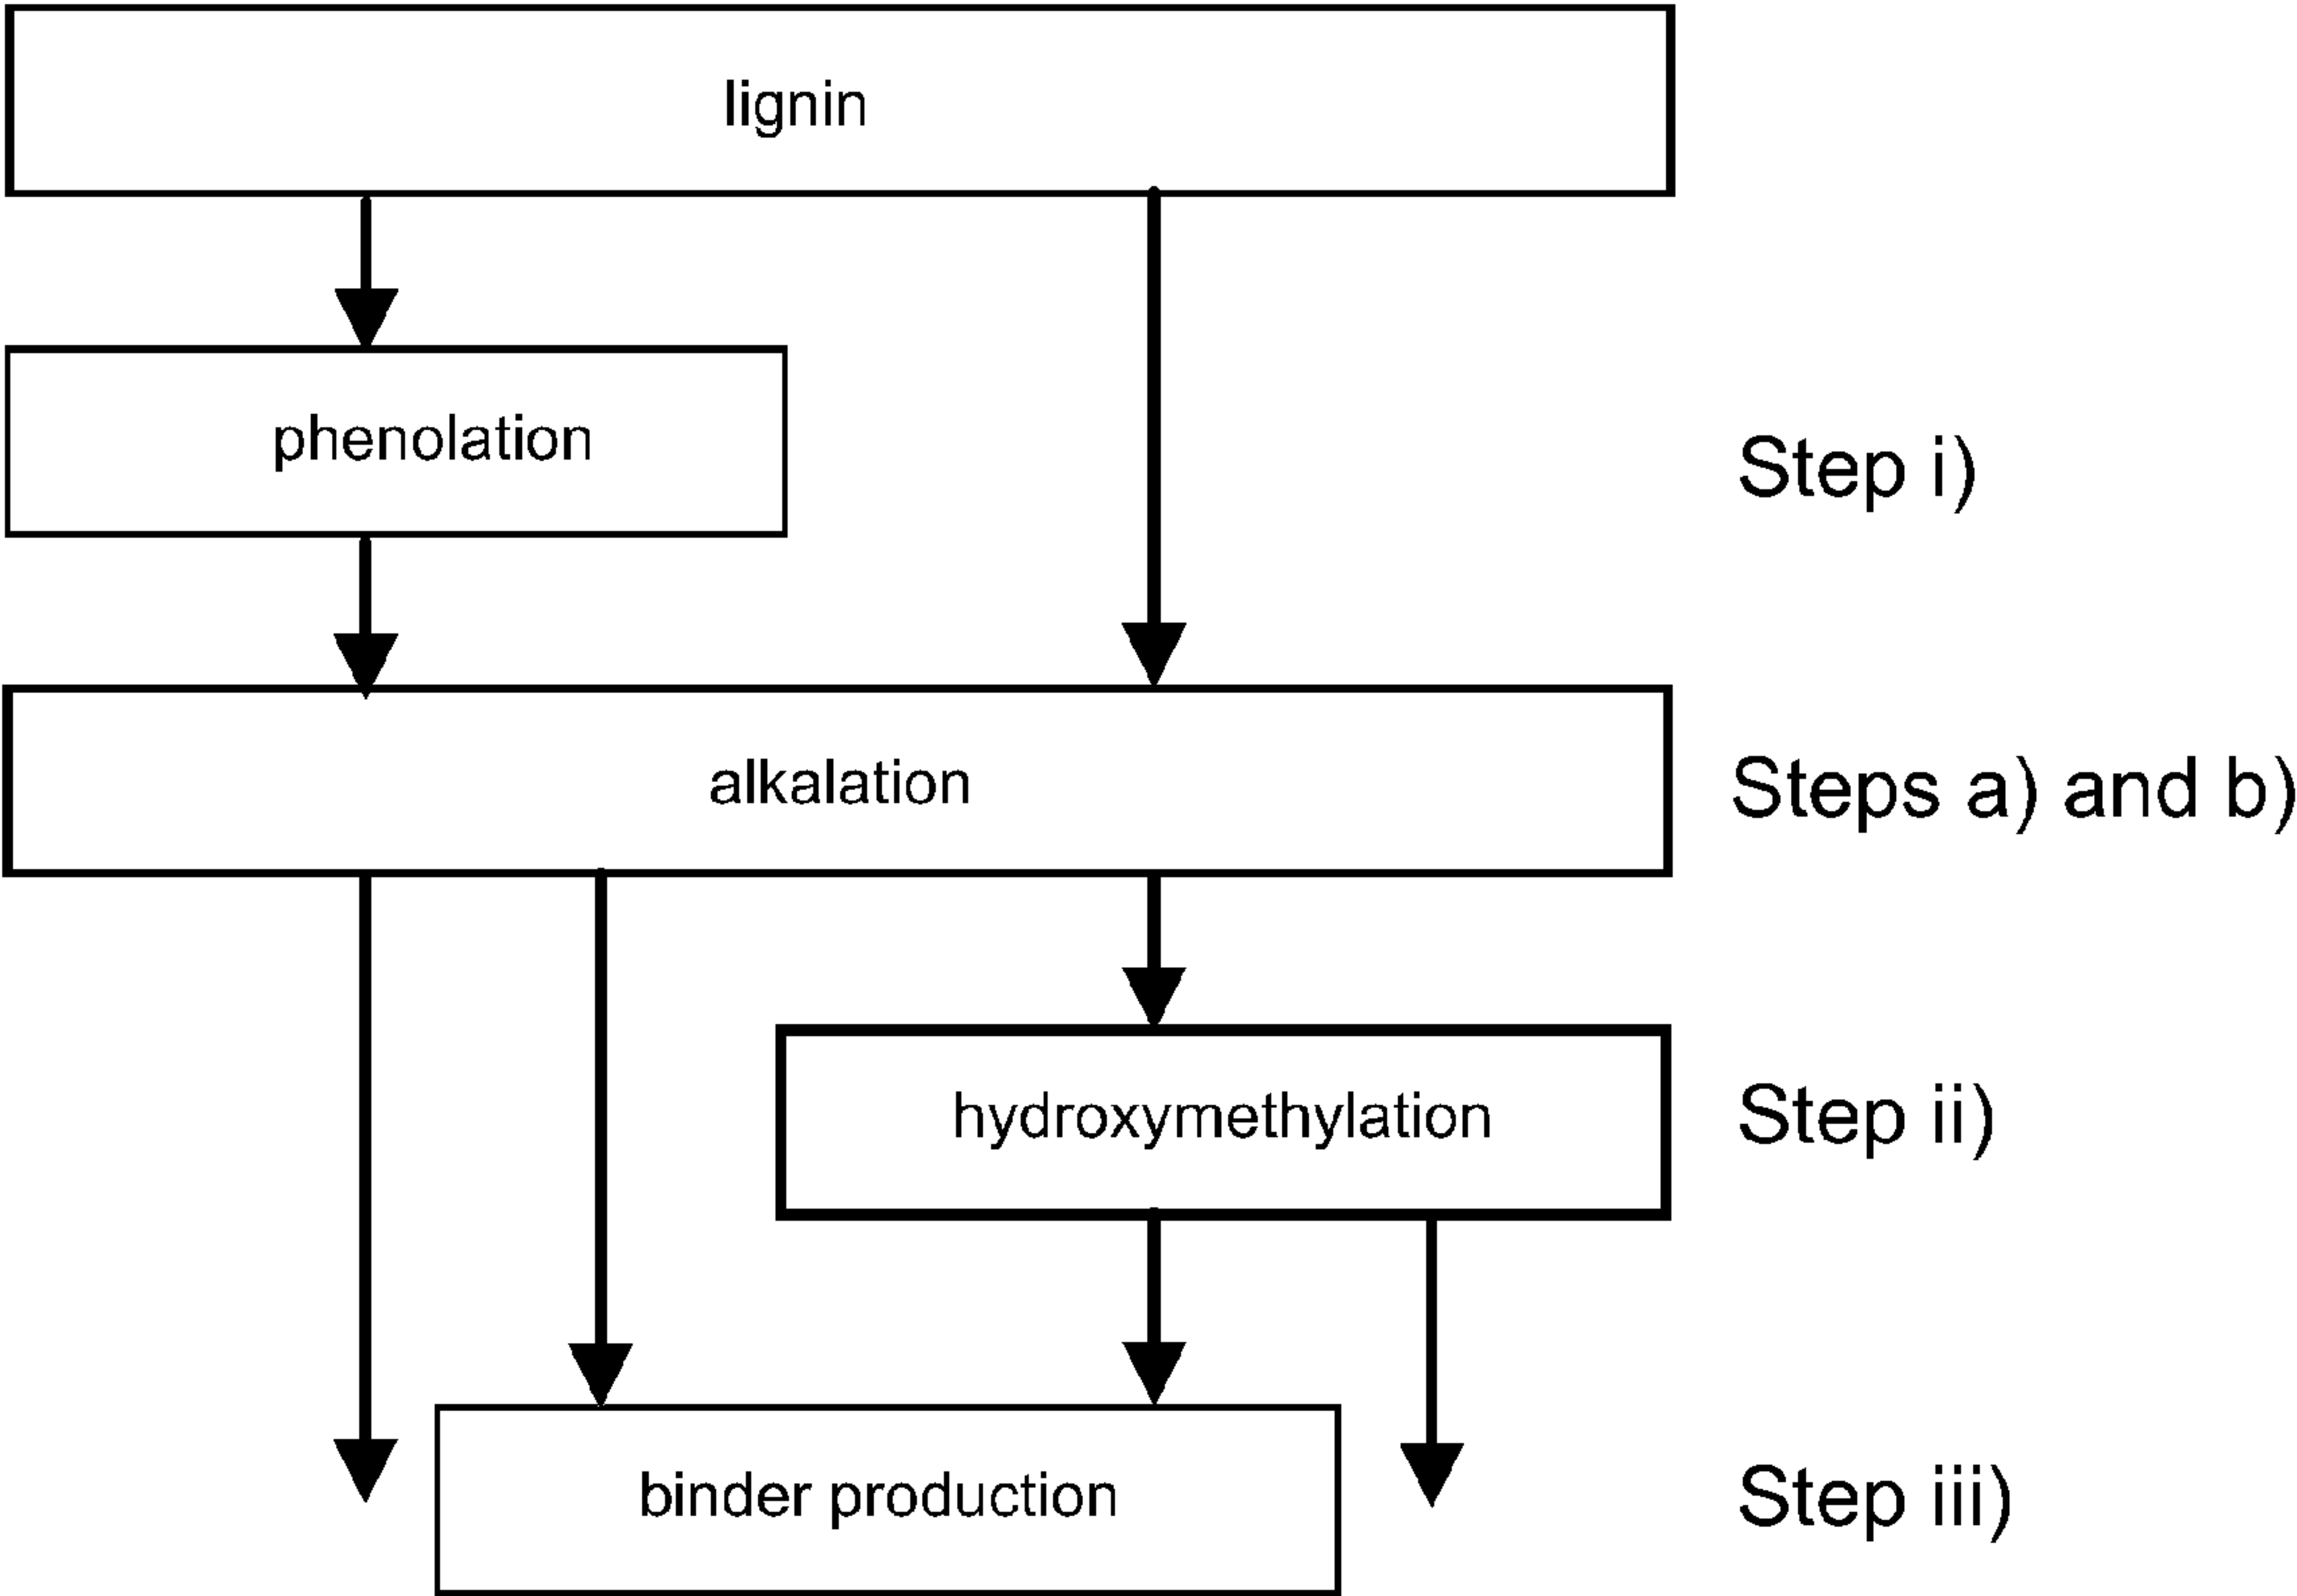 lignin
phenolation
Step i)
alkalation
Steps a) and b)
hydroxymethylation
Step ii)
binder production
Step iii)